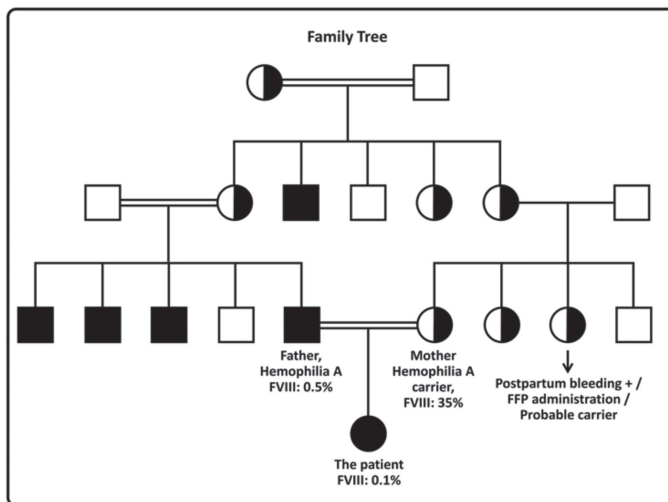 Family Tree
Father,
Hemophilia A
FVIII: 0.5%
Mother
Hemophilia A
carrier,
FVIII: 35%
Postpartum bleeding + /
FFP administration /
Probable carrier
The patient
FVIII: 0.1%